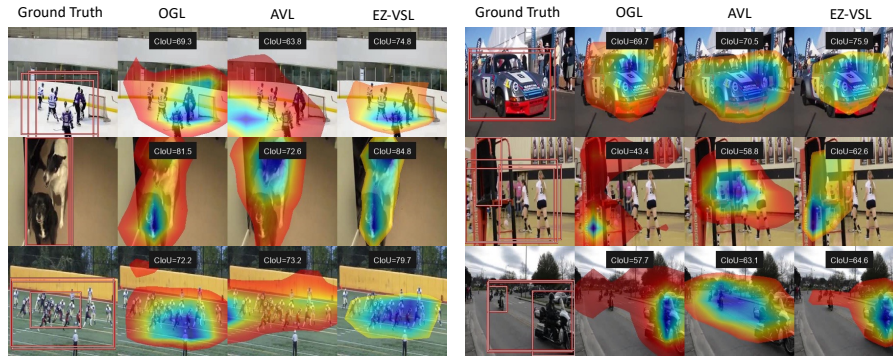 Ground Truth OGL AVL EZ-VSL Ground Truth OGL AVL EZ-VSL
CIoU=69.3 CIoU=63.8 CIoU=74.8 CIoU=69.7 CIoU=70.5 CIoU=75.9
CIoU=81.5 CIoU=72.6 CIoU=84.8 CIoU=43.4 CIoU=58.8 CIoU=62.6
CIoU=72.2 CIoU=73.2 CIoU=79.7 CIoU=57.7 CIoU=63.1 CIoU=64.6